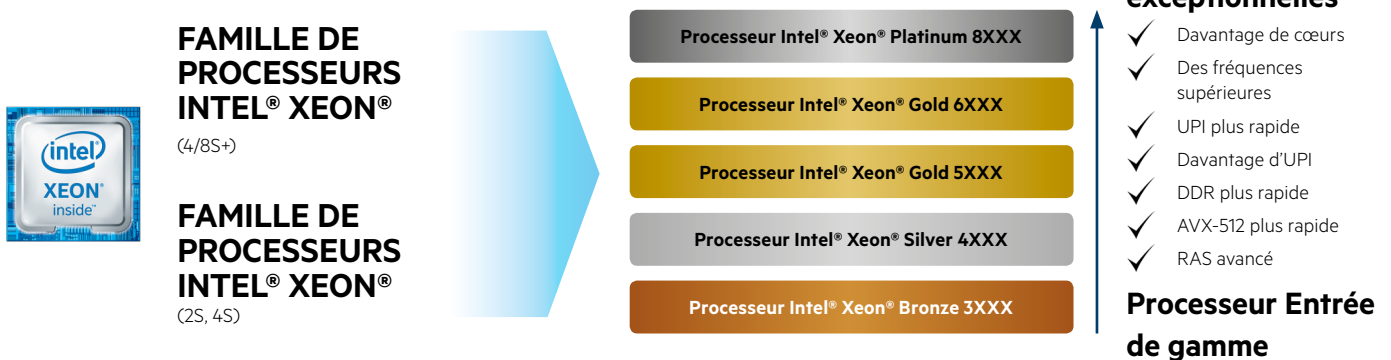 FAMILLE DE
PROCESSEURS
INTEL® XEON®
(4/8S+)
FAMILLE DE
PROCESSEURS
INTEL® XEON®
(2S, 4S)
intel®
XEON®
inside™
Processeur Intel® Xeon® Platinum 8XXX
Processeur Intel® Xeon® Gold 6XXX
Processeur Intel® Xeon® Gold 5XXX
Processeur Intel® Xeon® Silver 4XXX
Processeur Intel® Xeon® Bronze 3XXX
exceptionnelles
Davantage de cœurs
Des fréquences
supérieures
UPI plus rapide
Davantage d’UPI
DDR plus rapide
AVX-512 plus rapide
RAS avancé
Processeur Entrée
de gamme